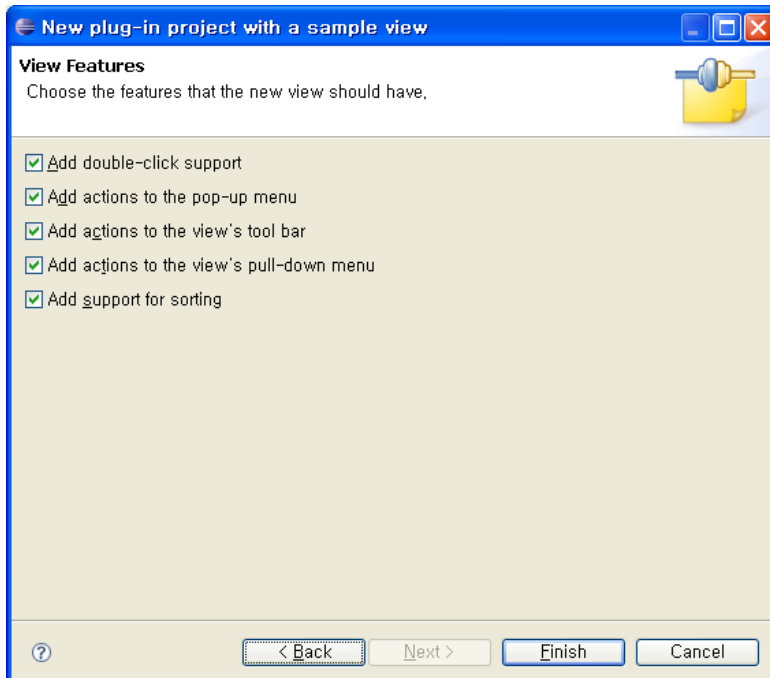 New plug-in project with a sample view
View Features
Choose the features that the new view should have.
Add double-click support
Add actions to the pop-up menu
Add actions to the view's tool bar
Add actions to the view's pull-down menu
Add support for sorting
?
< Back
Next >
Finish
Cancel